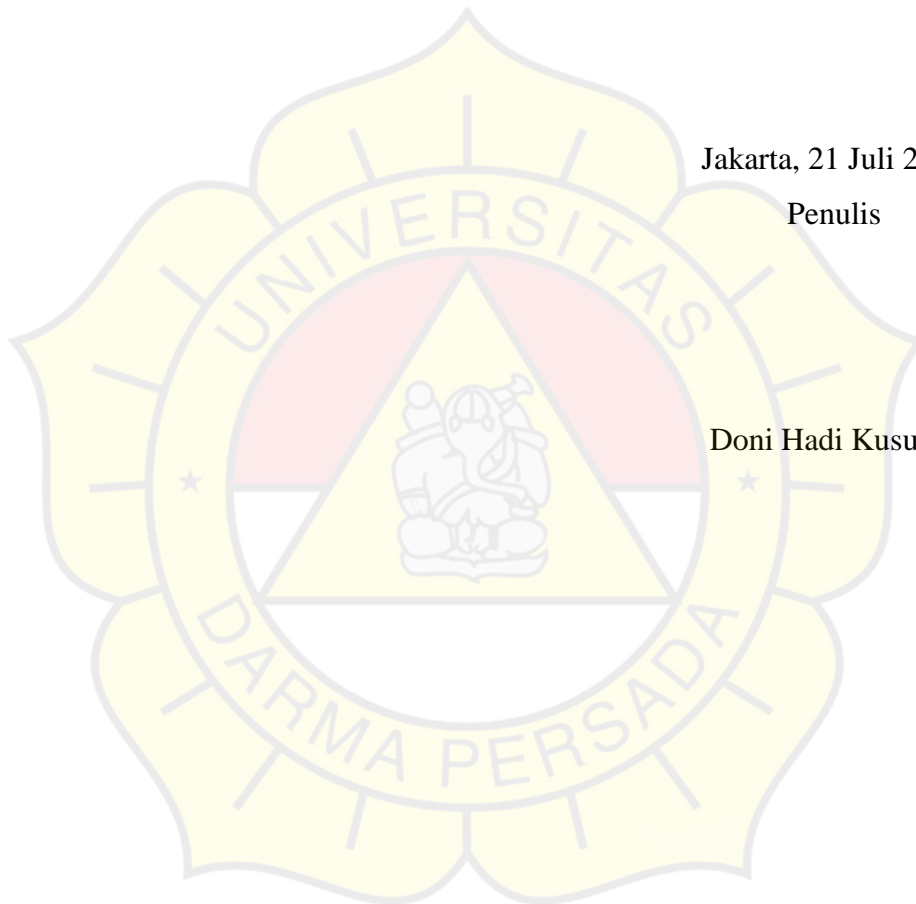 Jakarta, 21 Juli 2
Penulis
UNIVERSITAS
Doni Hadi Kusu
DARMA PERSADA